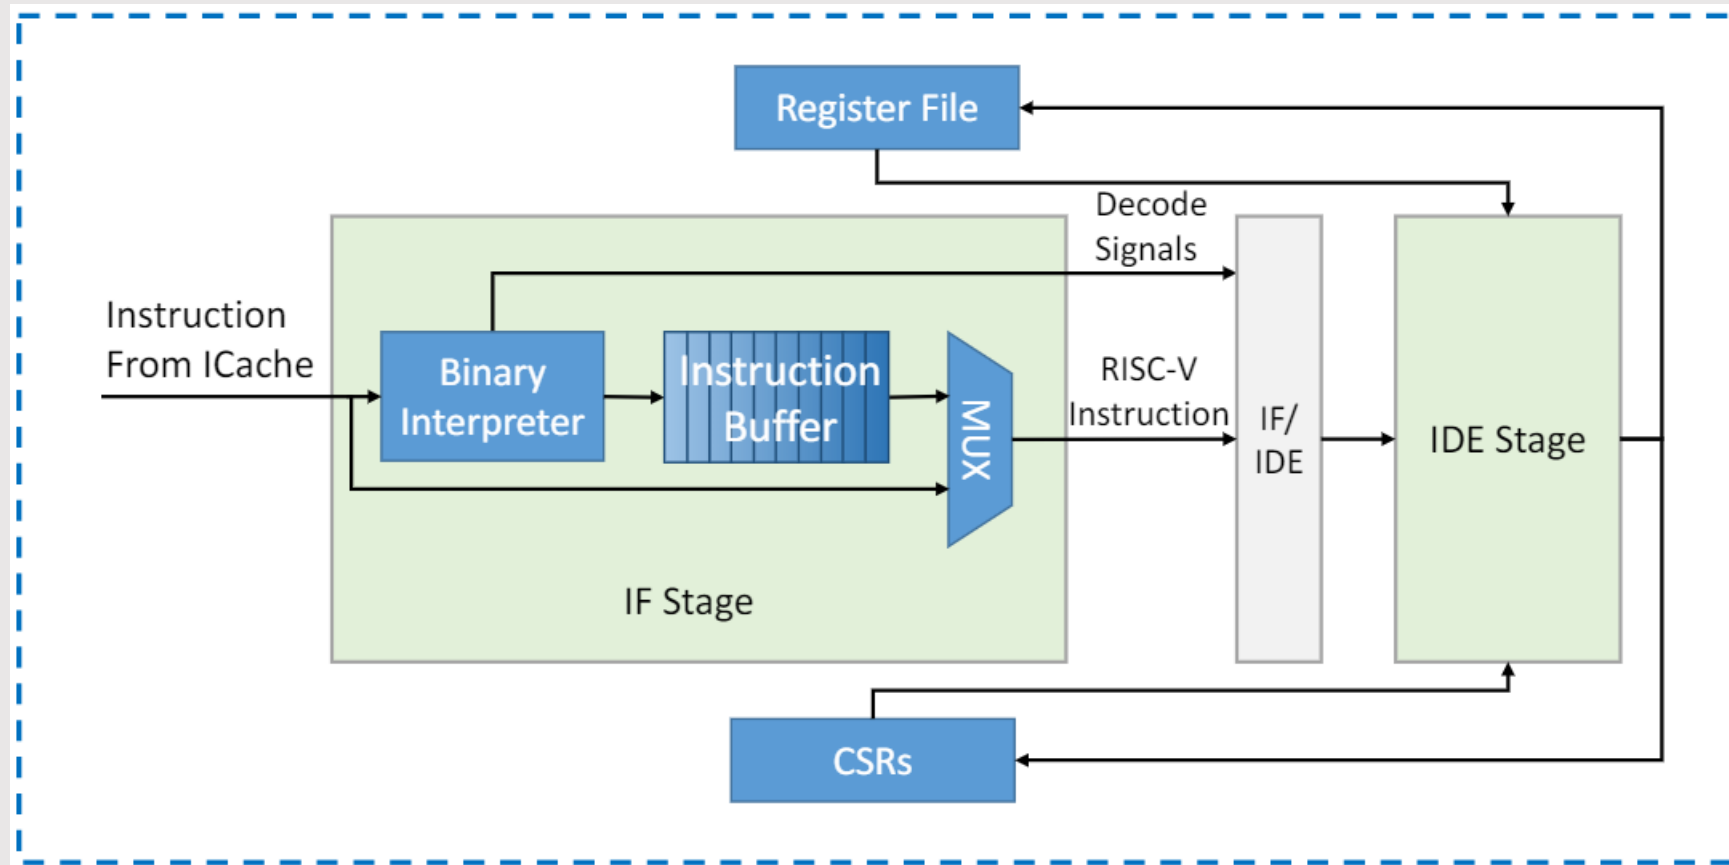 Register File
Decode
Signals
Instruction
From ICache
Binary
Interpreter
Instruction
Buffer
MUX
RISC-V
Instruction
IF/
IDE
IDE Stage
IF Stage
CSRs